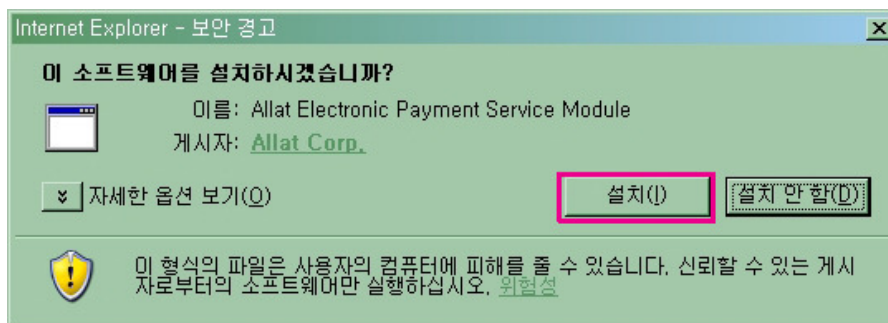 Internet Explorer - 보안 경고
이 소프트웨어를 설치하시겠습니까?
이름: Allat Electronic Payment Service Module
게시자: Allat Corp.
자세한 옵션 보기(O)
설치(I)
설치 안 함(D)
이 형식의 파일은 사용자의 컴퓨터에 피해를 줄 수 있습니다. 신뢰할 수 있는 게시
자로부터의 소프트웨어만 실행하십시오. 위험성